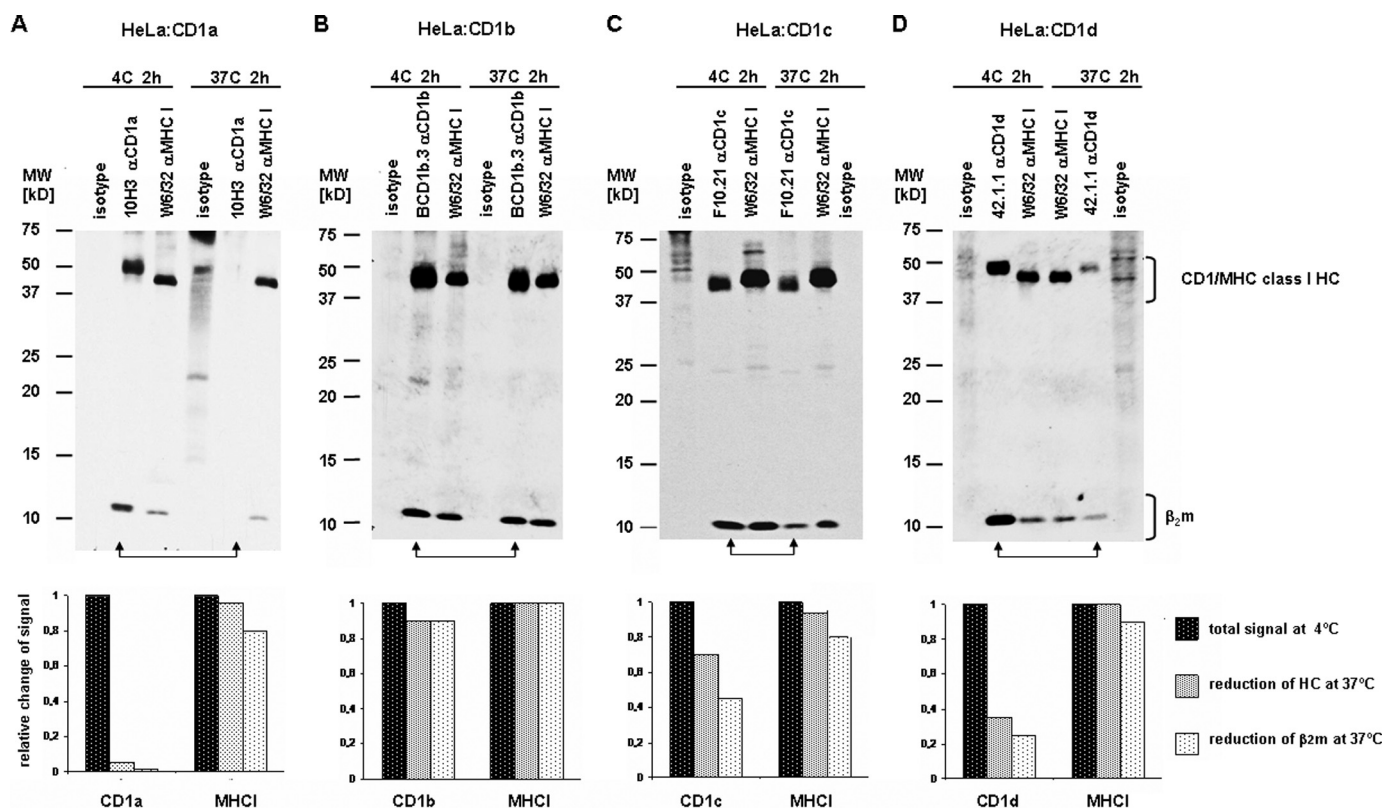 A HeLa:CD1a B HeLa:CD1b C HeLa:CD1c D HeLa:CD1d
4C 2h 37C 2h 4C 2h 37C 2h 4C 2h 37C 2h 4C 2h 37C 2h
MW [kD]
isotype
10H3 αCD1a
W6/32 αMHC I
isotype
10H3 αCD1a
W6/32 αMHC I
75
50
37
25
20
15
10
MW [kD]
isotype
BCD1b.3 αCD1b
W6/32 αMHC I
isotype
BCD1b.3 αCD1b
W6/32 αMHC I
75
50
37
25
20
15
10
MW [kD]
isotype
F10.21 αCD1c
W6/32 αMHC I
F10.21 αCD1c
W6/32 αMHC I
isotype
75
50
37
25
20
15
10
MW [kD]
isotype
42.1.1 αCD1d
W6/32 αMHC I
W6/32 αMHC I
42.1.1 αCD1d
isotype
75
50
37
25
20
15
10
CD1/MHC class I HC
β2m
relative change of signal
1
0,8
0,6
0,4
0,2
0
CD1a MHCI
1
0,8
0,6
0,4
0,2
0
CD1b MHCI
1
0,8
0,6
0,4
0,2
0
CD1c MHCI
1
0,8
0,6
0,4
0,2
0
CD1d MHCI
total signal at 4°C
reduction of HC at 37°C
reduction of β2m at 37°C